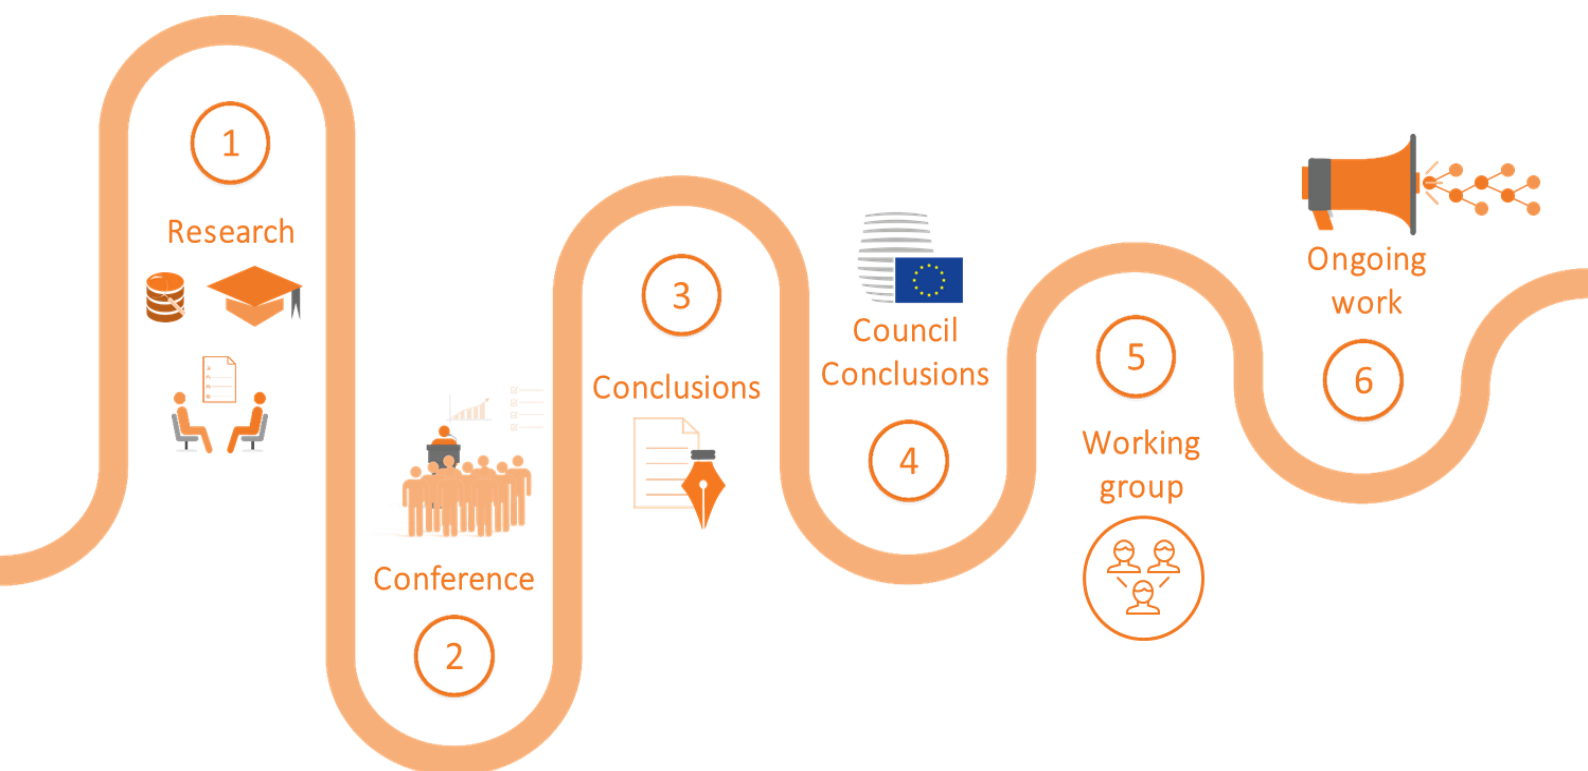 1
Research
Conference
2
3
Conclusions
Council
Conclusions
4
5
Working
group
Ongoing
work
6